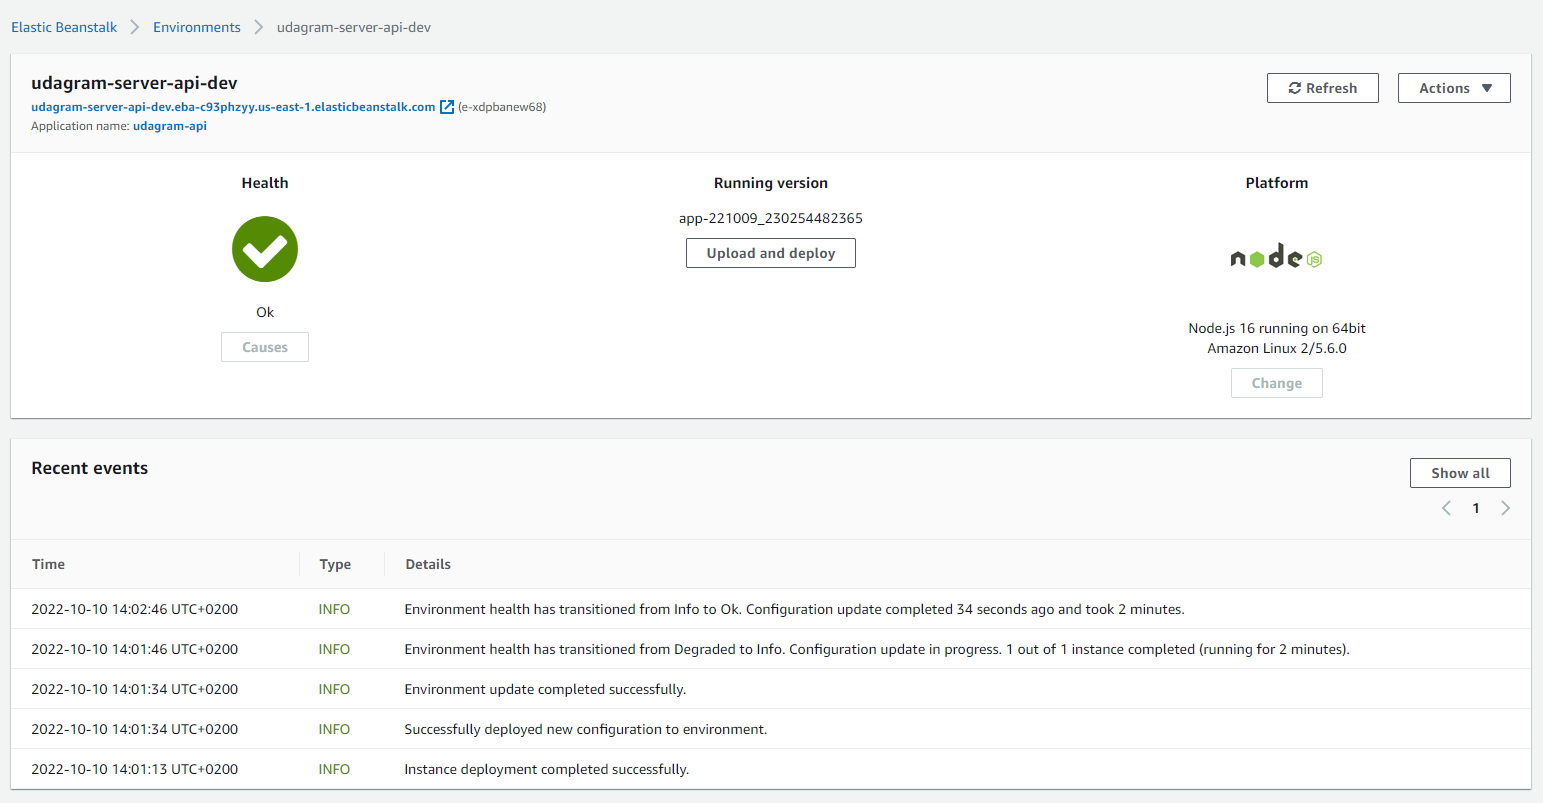 Elastic Beanstalk > Environments > udagram-server-api-dev
udagram-server-api-dev
Refresh
Actions
udagram-server-api-dev.eba-c93phzyy.us-east-1.elasticbeanstalk.com (e-xdpbanew68)
Application name: udagram-api
Health
Ok
Causes
Running version
app-221009_230254482365
Upload and deploy
Platform
node JS
Node.js 16 running on 64bit
Amazon Linux 2/5.6.0
Change
Recent events
Show all
< 1 >
Time Type Details
2022-10-10 14:02:46 UTC+0200 INFO Environment health has transitioned from Info to Ok. Configuration update completed 34 seconds ago and took 2 minutes.
2022-10-10 14:01:46 UTC+0200 INFO Environment health has transitioned from Degraded to Info. Configuration update in progress. 1 out of 1 instance completed (running for 2 minutes).
2022-10-10 14:01:34 UTC+0200 INFO Environment update completed successfully.
2022-10-10 14:01:34 UTC+0200 INFO Successfully deployed new configuration to environment.
2022-10-10 14:01:13 UTC+0200 INFO Instance deployment completed successfully.